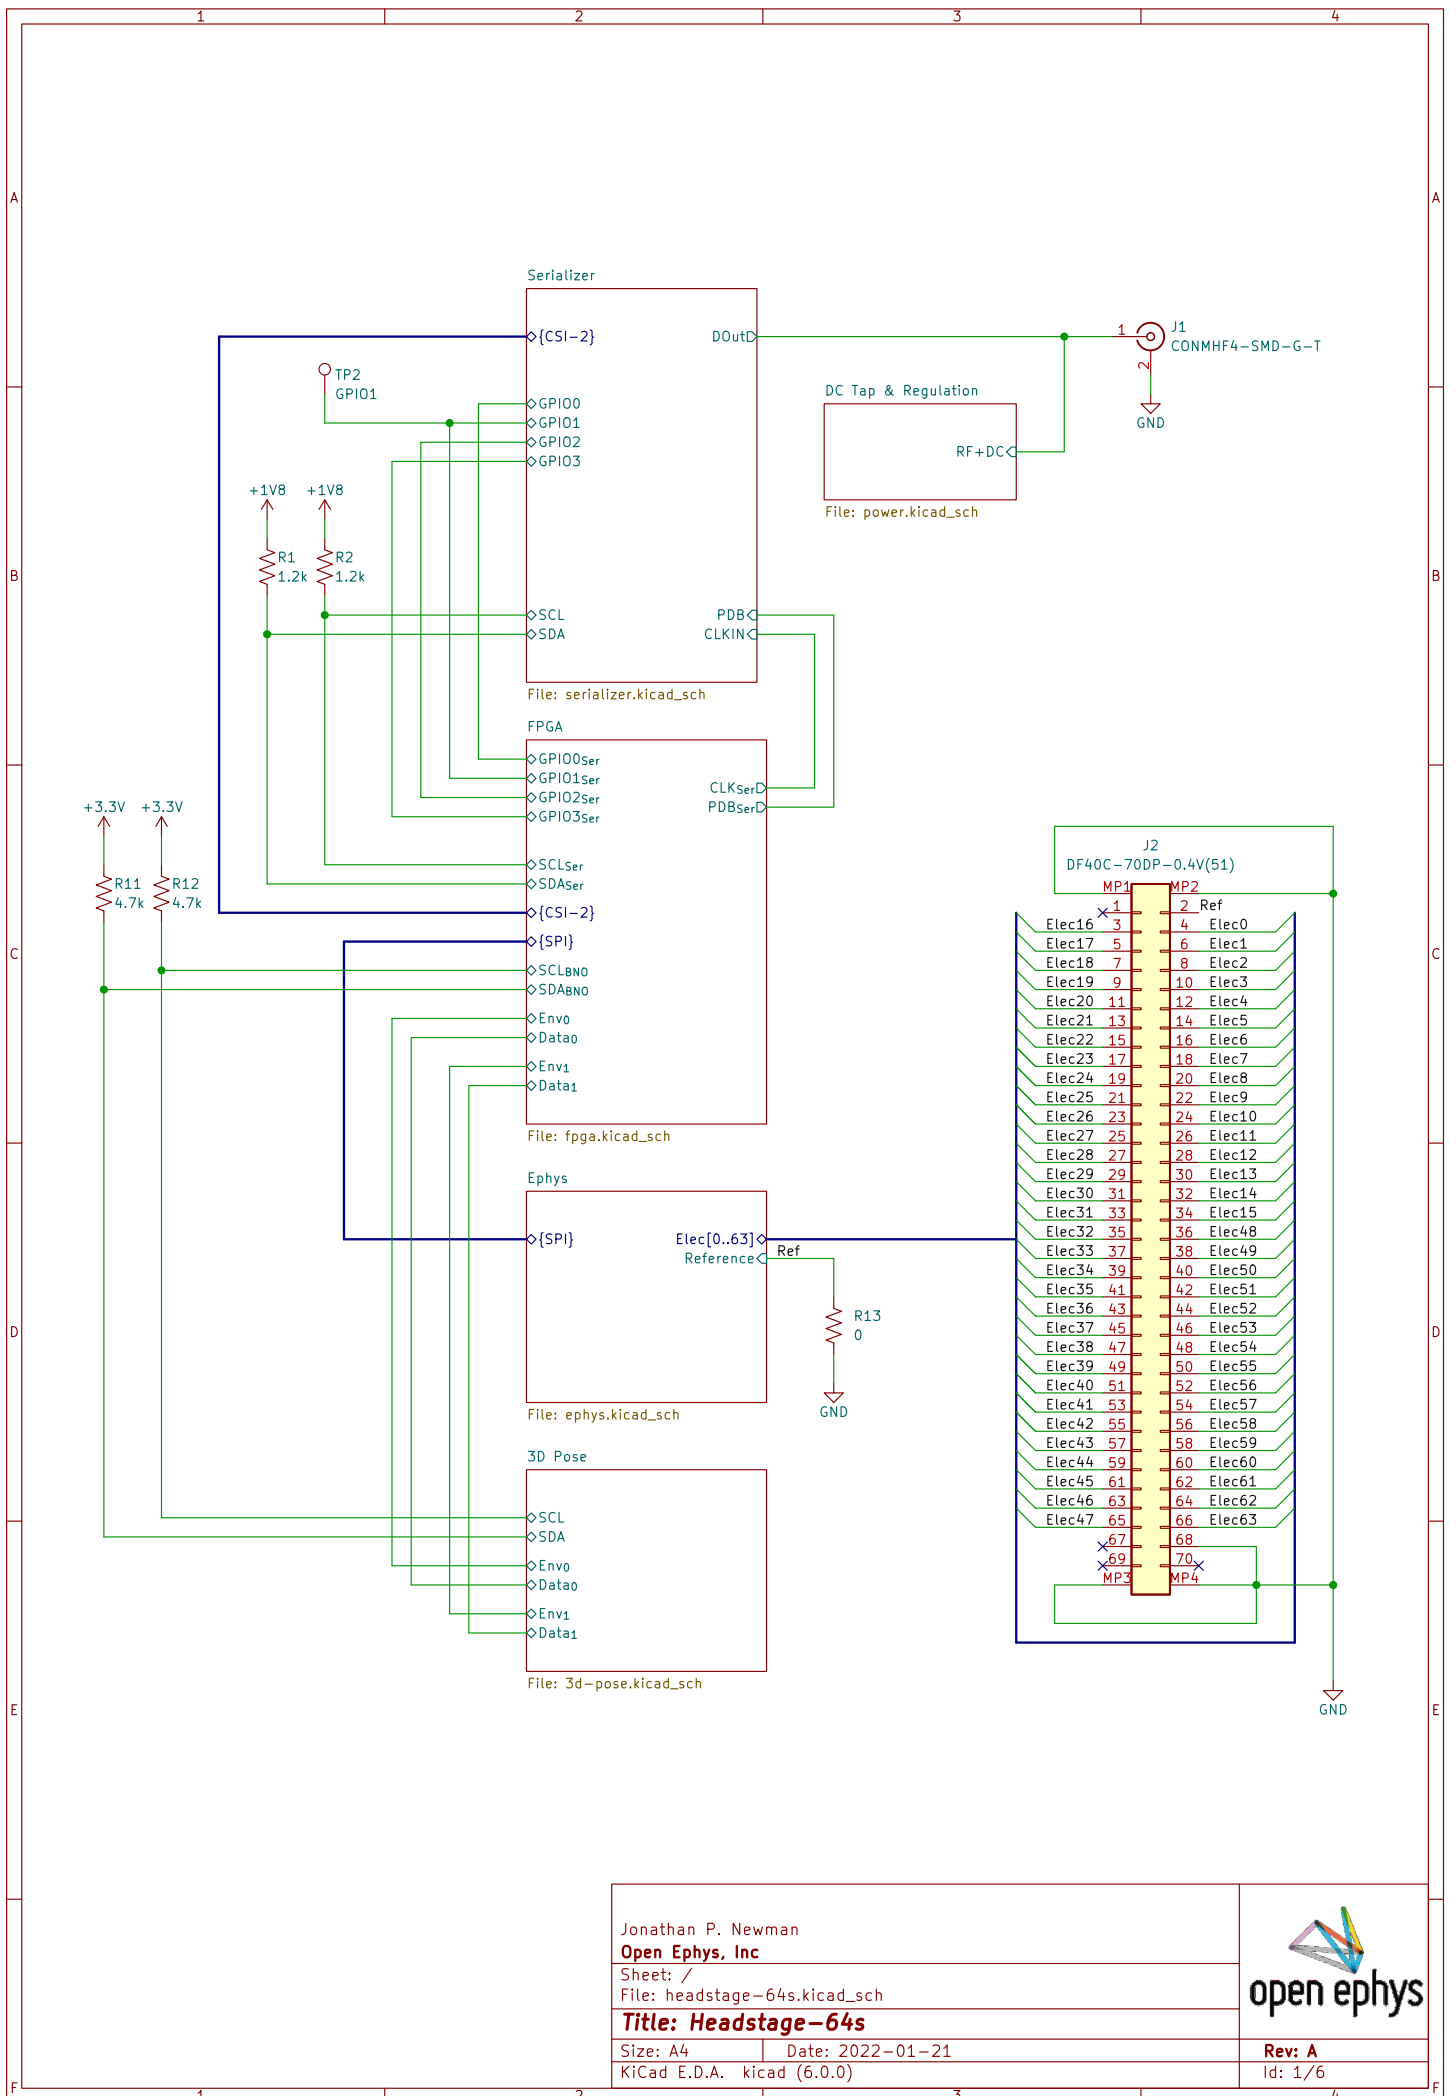 1 2 3 4
A A
Serializer
{CSI-2} DOut
1 J1
CONMHF4-SMD-G-T
2
GND
TP2
GPIO1
DC Tap & Regulation
RF+DC
File: power.kicad_sch
GPIO0
GPIO1
GPIO2
GPIO3
+1V8 +1V8
R1 R2
1.2k 1.2k
B B
SCL PDB
SDA CLKIN
File: serializer.kicad_sch
FPGA
GPIO0Ser
GPIO1Ser
GPIO2Ser
GPIO3Ser
CLKSer
PDBSer
SCLSer
SDASer
{CSI-2}
{SPI}
SCLBNO
SDABNO
Env0
Data0
Env1
Data1
File: fpga.kicad_sch
+3.3V +3.3V
R11 R12
4.7k 4.7k
C C
J2
DF40C-70DP-0.4V(51)
MP1 MP2
1 2 Ref
Elec16 3 4 Elec0
Elec17 5 6 Elec1
Elec18 7 8 Elec2
Elec19 9 10 Elec3
Elec20 11 12 Elec4
Elec21 13 14 Elec5
Elec22 15 16 Elec6
Elec23 17 18 Elec7
Elec24 19 20 Elec8
Elec25 21 22 Elec9
Elec26 23 24 Elec10
Elec27 25 26 Elec11
Elec28 27 28 Elec12
Elec29 29 30 Elec13
Elec30 31 32 Elec14
Elec31 33 34 Elec15
Elec32 35 36 Elec48
Elec33 37 38 Elec49
Elec34 39 40 Elec50
Elec35 41 42 Elec51
Elec36 43 44 Elec52
Elec37 45 46 Elec53
Elec38 47 48 Elec54
Elec39 49 50 Elec55
Elec40 51 52 Elec56
Elec41 53 54 Elec57
Elec42 55 56 Elec58
Elec43 57 58 Elec59
Elec44 59 60 Elec60
Elec45 61 62 Elec61
Elec46 63 64 Elec62
Elec47 65 66 Elec63
67 68
69 70
MP3 MP4
GND
Ephys
{SPI} Elec[0..63]
Reference Ref
R13
0
GND
D D
File: ephys.kicad_sch
3D Pose
SCL
SDA
Env0
Data0
Env1
Data1
File: 3d-pose.kicad_sch
E E
Jonathan P. Newman
Open Ephys, Inc
Sheet: /
File: headstage-64s.kicad_sch
Title: Headstage-64s
Size: A4 Date: 2022-01-21 Rev: A
KiCad E.D.A. kicad (6.0.0) Id: 1/6
open ephys
F F
1 2 3 4